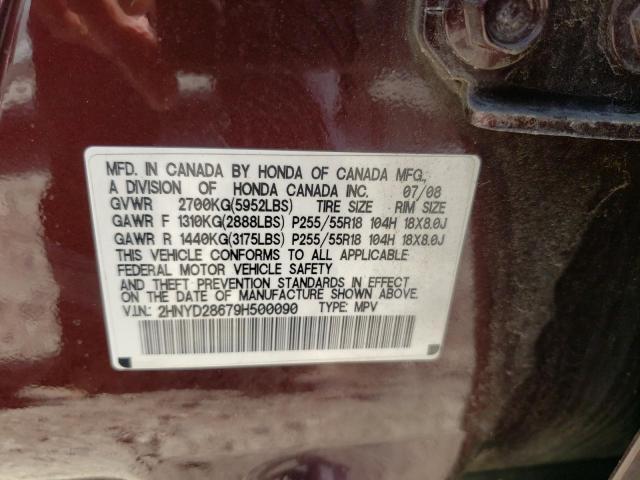 MFD. IN CANADA BY HONDA OF CANADA MFG.,
A DIVISION OF HONDA CANADA INC. 07/08
GVWR 2700KG(5952LBS) TIRE SIZE RIM SIZE
GAWR F 1310KG(2888LBS) P255/55R18 104H 18X8.0J
GAWR R 1440KG(3175LBS) P255/55R18 104H 18X8.0J
THIS VEHICLE CONFORMS TO ALL APPLICABLE
FEDERAL MOTOR VEHICLE SAFETY
AND THEFT PREVENTION STANDARDS IN EFFECT
ON THE DATE OF MANUFACTURE SHOWN ABOVE.
V.I.N.: 2HNYD28679H500090 TYPE: MPV